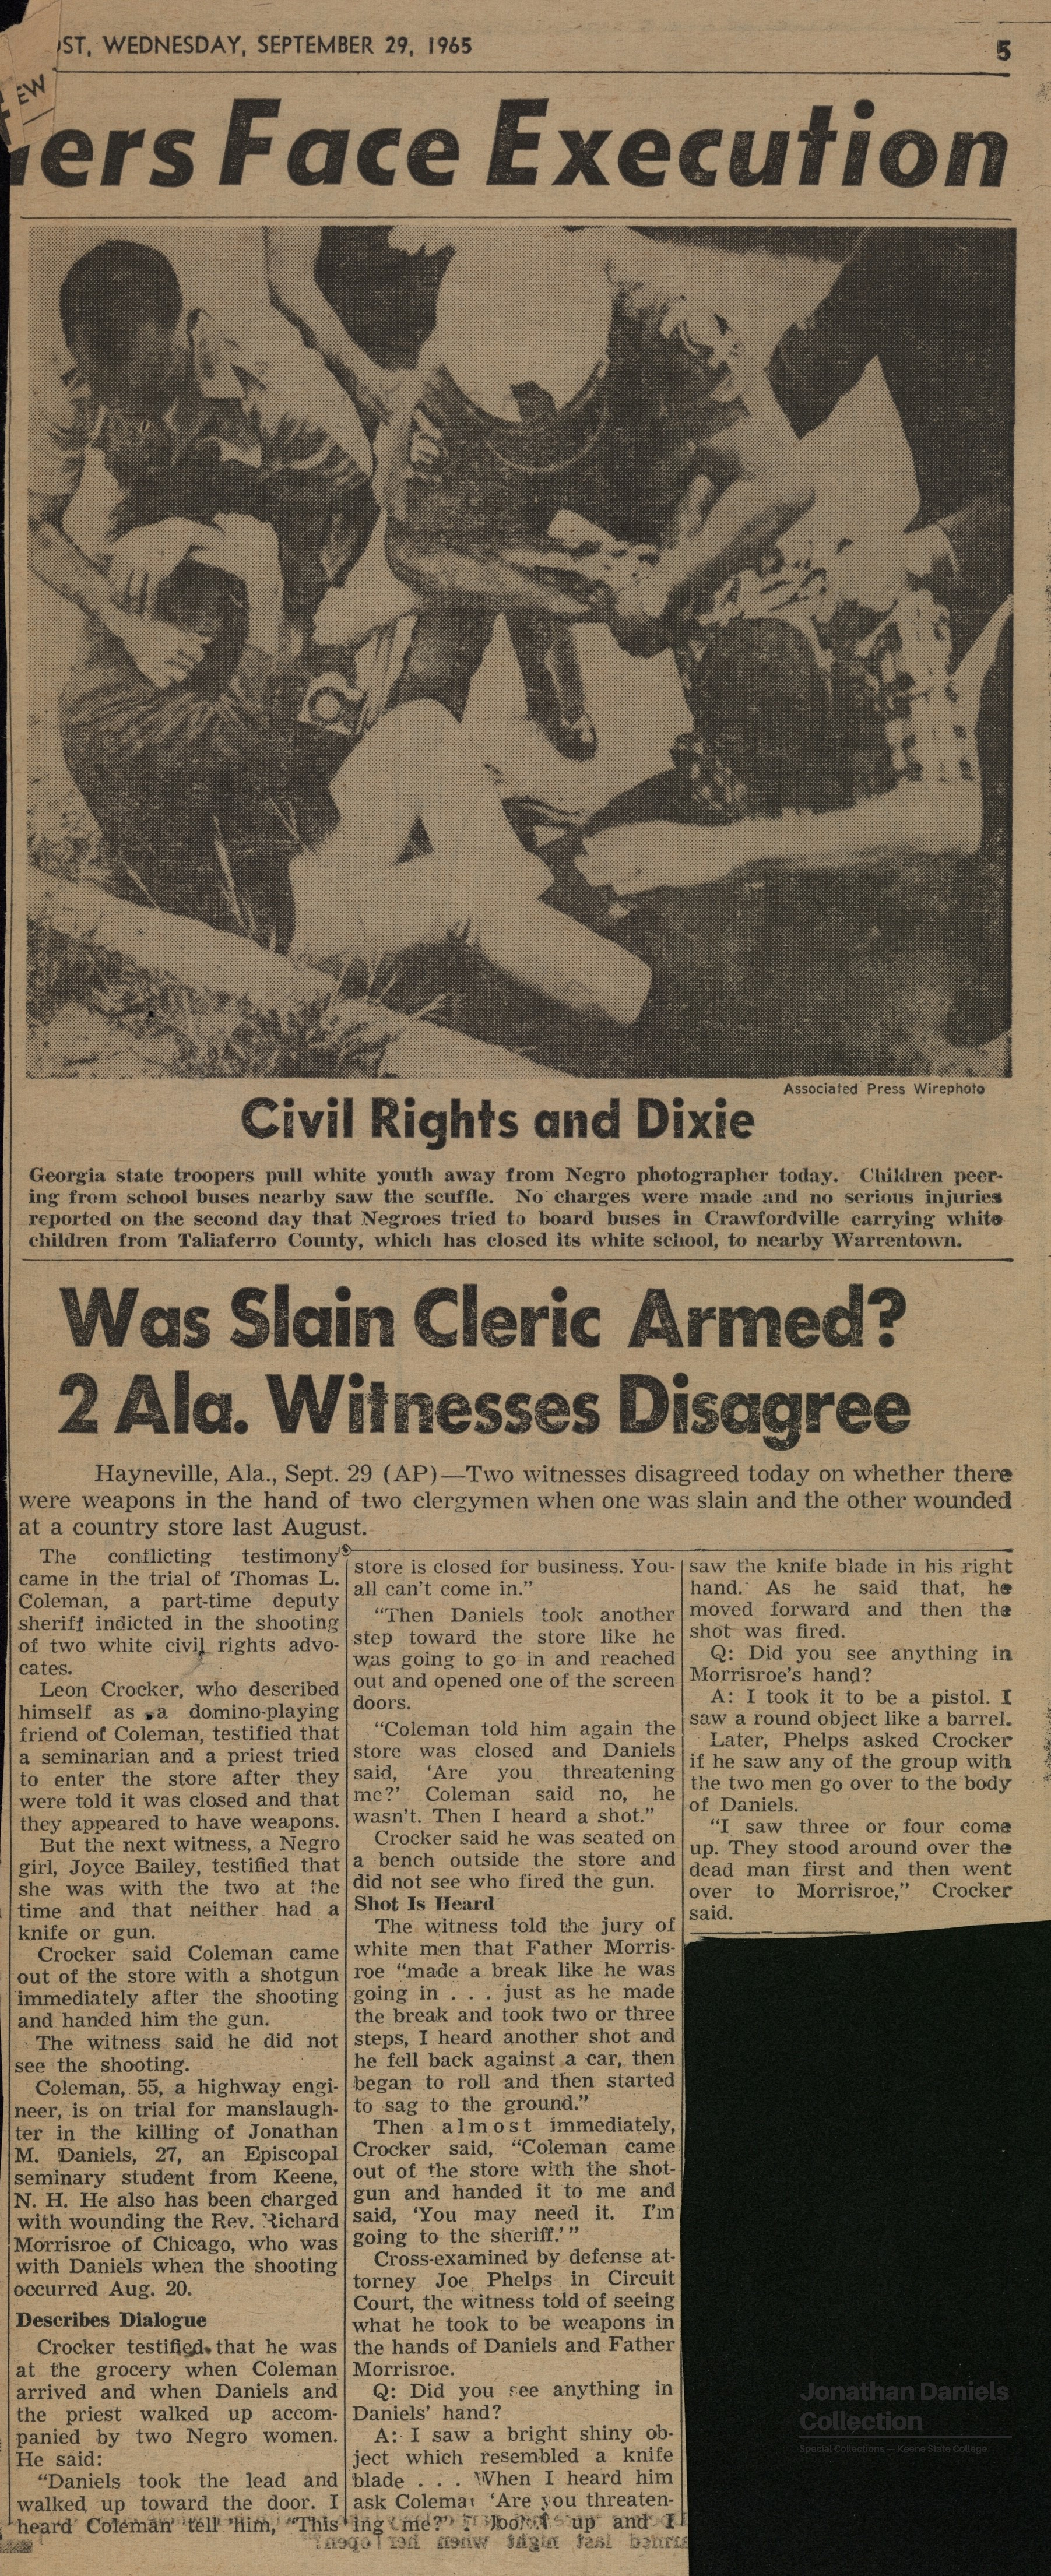 ST, WEDNESDAY, SEPTEMBER 29, 1965
5
EW
ers Face Execution
Associated Press Wirephoto
Civil Rights and Dixie
Georgia state troopers pull white youth away from Negro photographer today. Children peer-
ing from school buses nearby saw the scuffle. No charges were made and no serious injuries
reported on the second day that Negroes tried to board buses in Crawfordville carrying white
children from Taliaferro County, which has closed its white school, to nearby Warrentown.
Was Slain Cleric Armed?
2 Ala. Witnesses Disagree
Hayneville, Ala., Sept. 29 (AP)—Two witnesses disagreed today on whether there
were weapons in the hand of two clergymen when one was slain and the other wounded
at a country store last August.
The conflicting testimony
came in the trial of Thomas L.
Coleman, a part-time deputy
sheriff indicted in the shooting
of two white civil rights advo-
cates.
Leon Crocker, who described
himself as a domino-playing
friend of Coleman, testified that
a seminarian and a priest tried
to enter the store after they
were told it was closed and that
they appeared to have weapons.
But the next witness, a Negro
girl, Joyce Bailey, testified that
she was with the two at the
time and that neither had a
knife or gun.
Crocker said Coleman came
out of the store with a shotgun
immediately after the shooting
and handed him the gun.
The witness said he did not
see the shooting.
Coleman, 55, a highway engi-
neer, is on trial for manslaugh-
ter in the killing of Jonathan
M. Daniels, 27, an Episcopal
seminary student from Keene,
N. H. He also has been charged
with wounding the Rev. Richard
Morrisroe of Chicago, who was
with Daniels when the shooting
occurred Aug. 20.
Describes Dialogue
Crocker testified that he was
at the grocery when Coleman
arrived and when Daniels and
the priest walked up accom-
panied by two Negro women.
He said:
"Daniels took the lead and
walked up toward the door. I
heard Coleman tell him, "This
store is closed for business. You-
all can't come in."
"Then Daniels took another
step toward the store like he
was going to go in and reached
out and opened one of the screen
doors.
"Coleman told him again the
store was closed and Daniels
said, 'Are you threatening
me?' Coleman said no, he
wasn't. Then I heard a shot."
Crocker said he was seated on
a bench outside the store and
did not see who fired the gun.
Shot Is Heard
The witness told the jury of
white men that Father Morris-
roe "made a break like he was
going in . . . just as he made
the break and took two or three
steps, I heard another shot and
he fell back against a car, then
began to roll and then started
to sag to the ground."
Then almost immediately,
Crocker said, "Coleman came
out of the store with the shot-
gun and handed it to me and
said, 'You may need it. I'm
going to the sheriff.'"
Cross-examined by defense at-
torney Joe Phelps in Circuit
Court, the witness told of seeing
what he took to be weapons in
the hands of Daniels and Father
Morrisroe.
Q: Did you see anything in
Daniels' hand?
A: I saw a bright shiny ob-
ject which resembled a knife
blade . . . When I heard him
ask Coleman 'Are you threaten-
ing me?' I looked up and I
saw the knife blade in his right
hand. As he said that, he
moved forward and then the
shot was fired.
Q: Did you see anything in
Morrisroe's hand?
A: I took it to be a pistol. I
saw a round object like a barrel.
Later, Phelps asked Crocker
if he saw any of the group with
the two men go over to the body
of Daniels.
"I saw three or four come
up. They stood around over the
dead man first and then went
over to Morrisroe," Crocker
said.
Jonathan Daniels
Collection
Special Collections — Keene State College